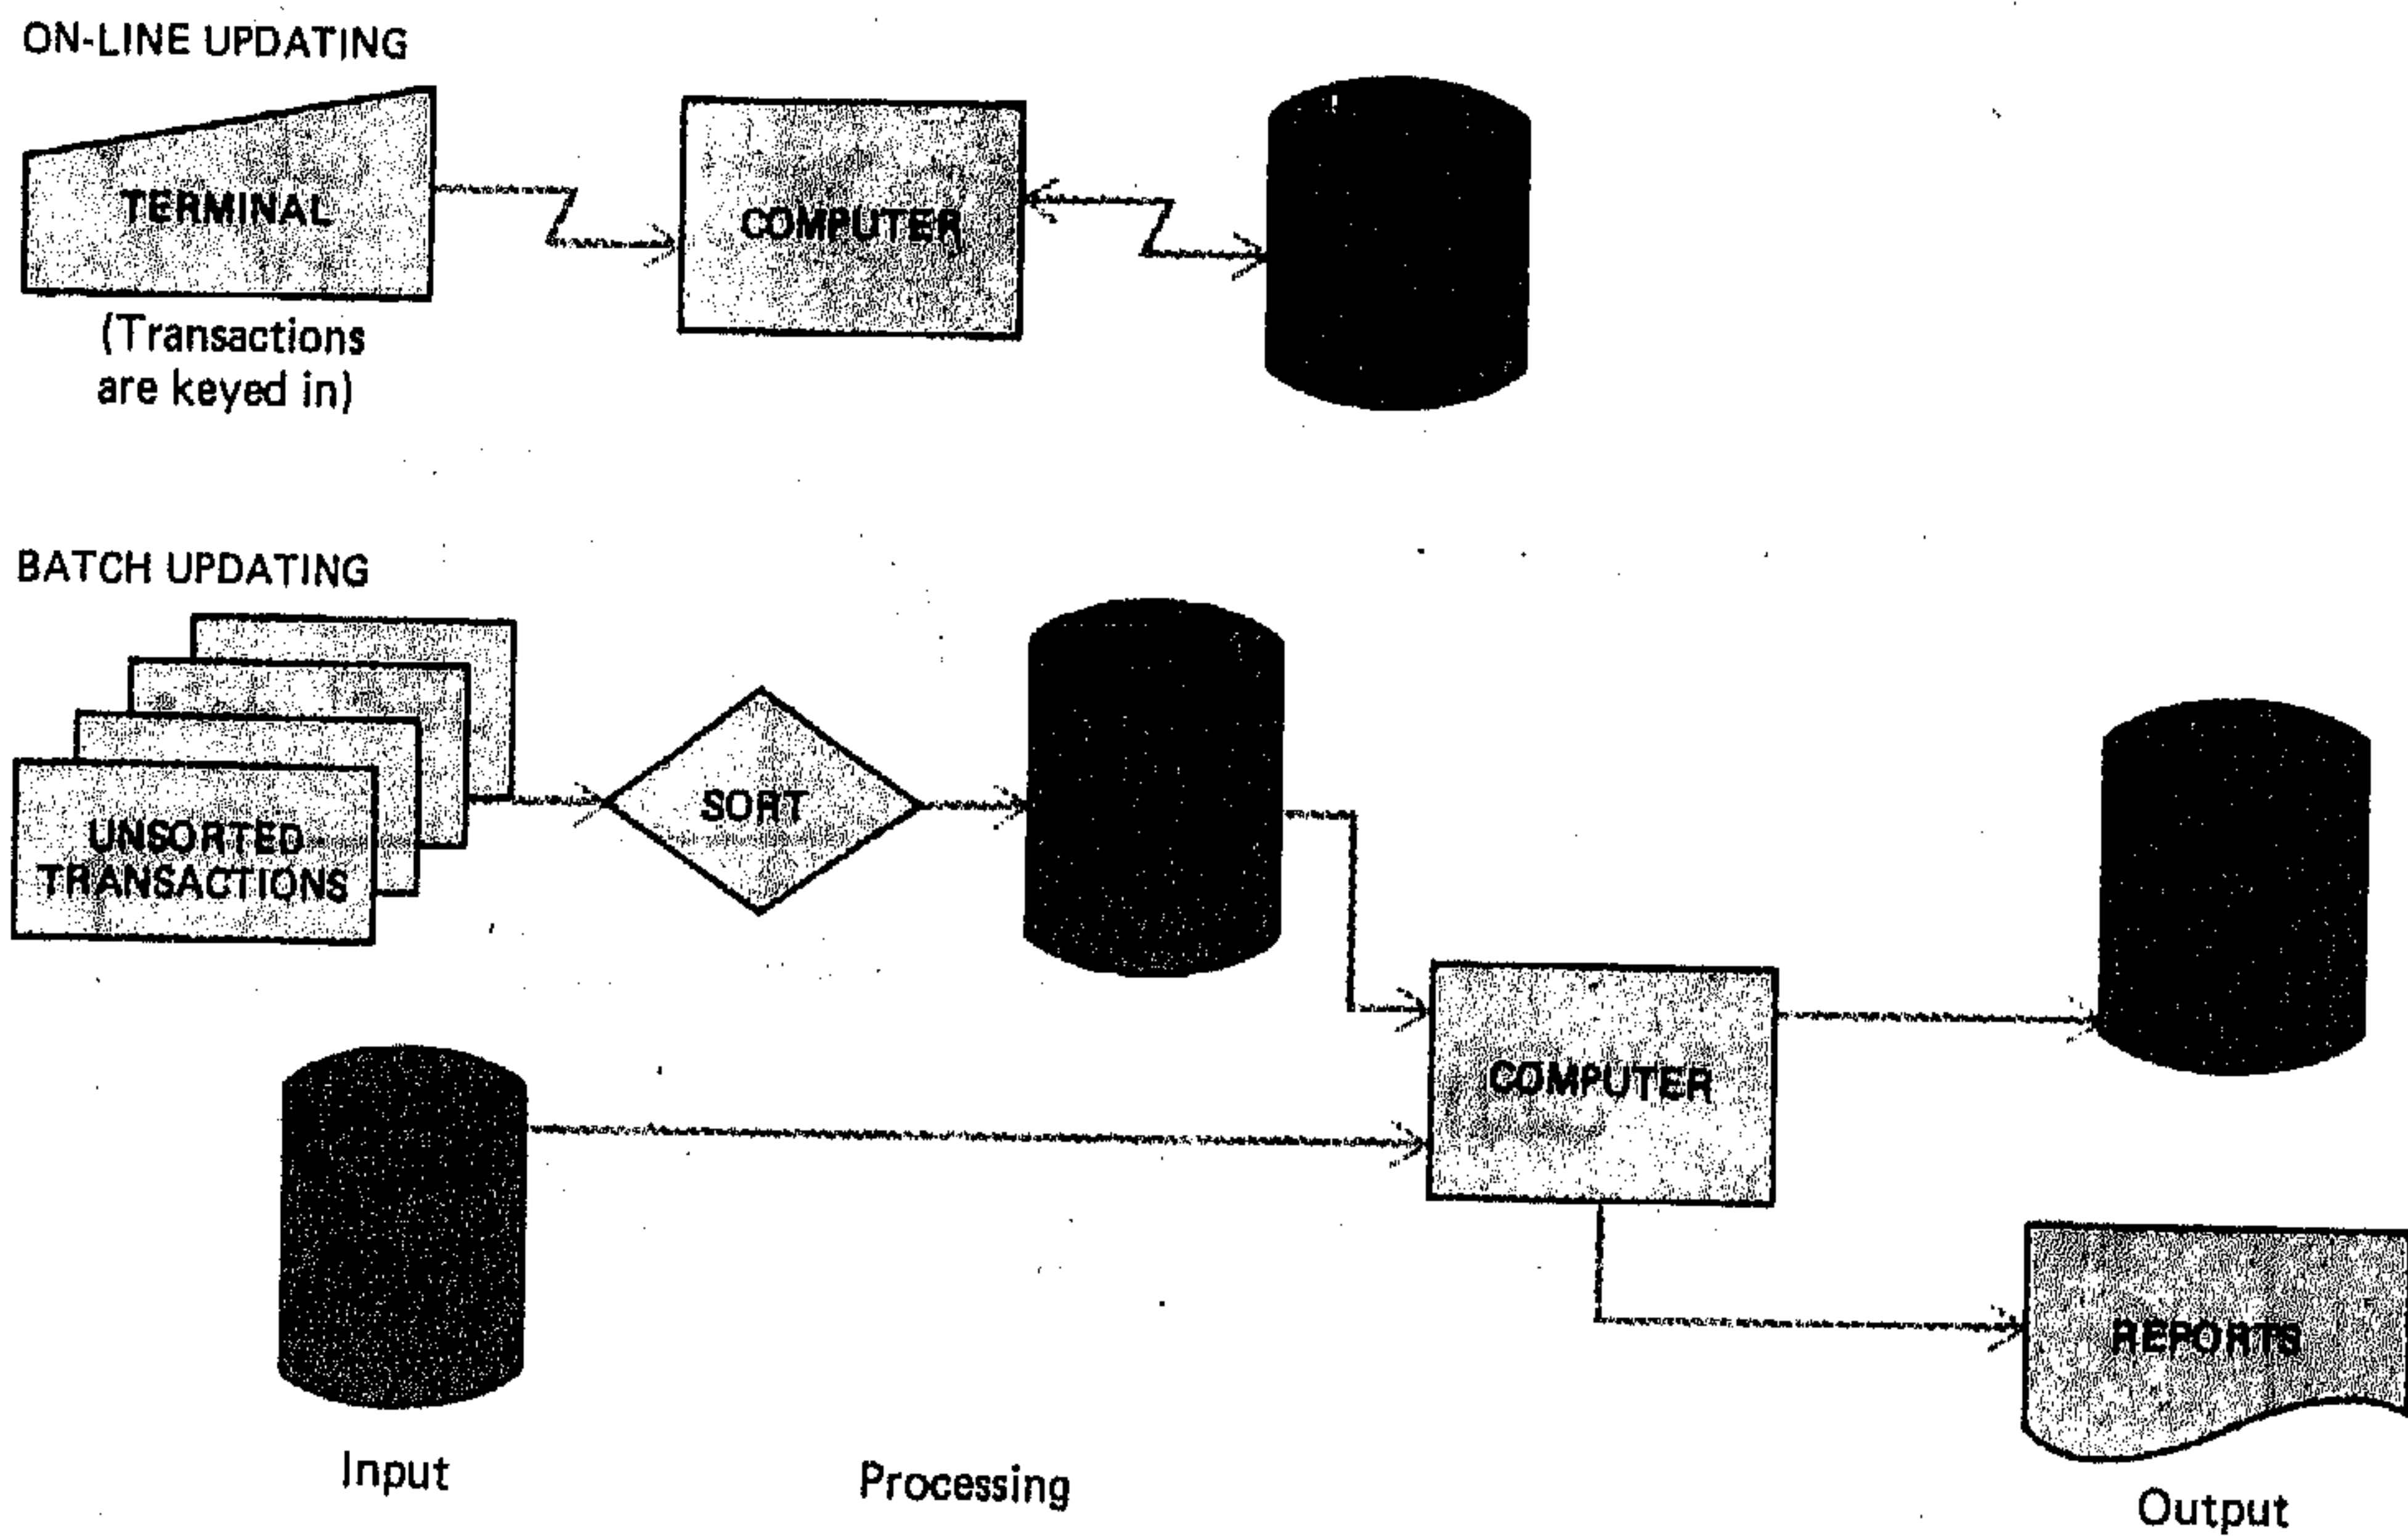 ON-LINE UPDATING
TERMINAL
COMPUTER
(Transactions
are keyed in)
BATCH UPDATING
UNSORTED
TRANSACTIONS
SORT
COMPUTER
REPORTS
Input
Processing
Output